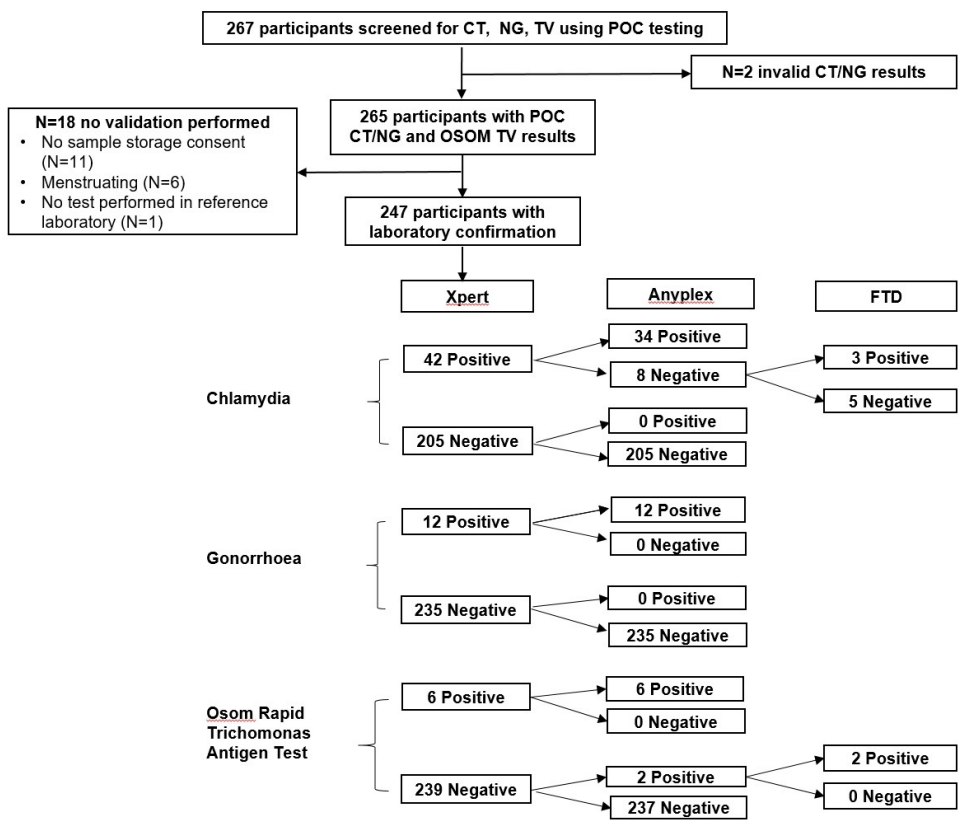 267 participants screened for CT, NG, TV using POC testing
N=2 invalid CT/NG results
265 participants with POC
CT/NG and OSOM TV results
N=18 no validation performed
• No sample storage consent
(N=11)
• Menstruating (N=6)
• No test performed in reference
laboratory (N=1)
247 participants with
laboratory confirmation
Xpert
Anyplex
FTD
Chlamydia
42 Positive
34 Positive
8 Negative
3 Positive
5 Negative
205 Negative
0 Positive
205 Negative
Gonorrhoea
12 Positive
12 Positive
0 Negative
235 Negative
0 Positive
235 Negative
Osom Rapid
Trichomonas
Antigen Test
6 Positive
6 Positive
0 Negative
239 Negative
2 Positive
237 Negative
2 Positive
0 Negative